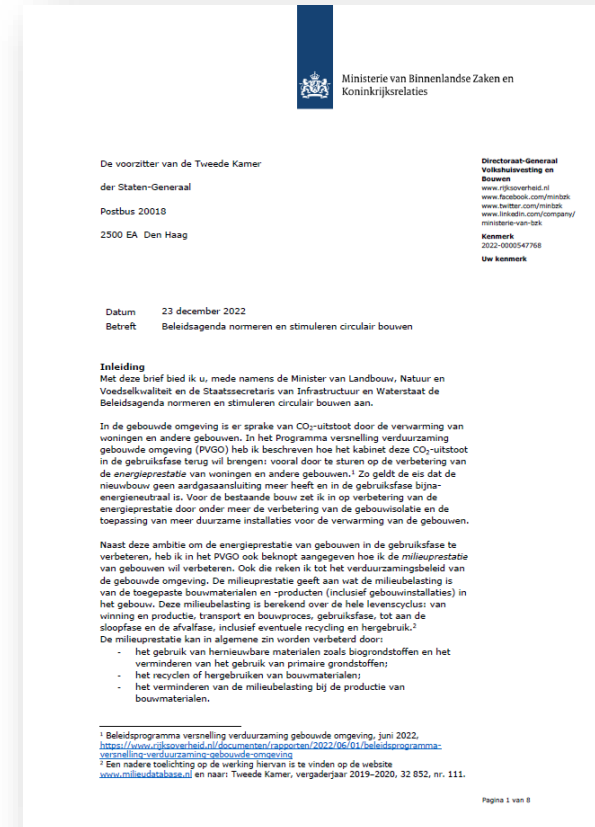 Ministerie van Binnenlandse Zaken en
Koninkrijksrelaties
De voorzitter van de Tweede Kamer
der Staten-Generaal
Postbus 20018
2500 EA Den Haag
Directoraat-Generaal
Volkshuisvesting en
Bouwen
www.rijksoverheid.nl
www.facebook.com/minbzk
www.twitter.com/minbzk
www.linkedin.com/company/
ministerie-van-bzk
Kenmerk
2022-0000547768
Uw kenmerk
Datum 23 december 2022
Betreft Beleidsagenda normeren en stimuleren circulair bouwen
Inleiding
Met deze brief bied ik u, mede namens de Minister van Landbouw, Natuur en
Voedselkwaliteit en de Staatssecretaris van Infrastructuur en Waterstaat de
Beleidsagenda normeren en stimuleren circulair bouwen aan.
In de gebouwde omgeving is er sprake van CO₂-uitstoot door de verwarming van
woningen en andere gebouwen. In het Programma versnelling verduurzaming
gebouwde omgeving (PVGO) heb ik beschreven hoe het kabinet deze CO₂-uitstoot
in de gebruiksfase terug wil brengen: vooral door te sturen op de verbetering van
de energieprestatie van woningen en andere gebouwen.¹ Zo geldt de eis dat de
nieuwbouw geen aardgasaansluiting meer heeft en in de gebruiksfase bijna-
energieneutraal is. Voor de bestaande bouw zet ik in op verbetering van de
energieprestatie door onder meer de verbetering van de gebouwisolatie en de
toepassing van meer duurzame installaties voor de verwarming van de gebouwen.
Naast deze ambitie om de energieprestatie van gebouwen in de gebruiksfase te
verbeteren, heb ik in het PVGO ook beknopt aangegeven hoe ik de milieuprestatie
van gebouwen wil verbeteren. Ook die reken ik tot het verduurzamingsbeleid van
de gebouwde omgeving. De milieuprestatie geeft aan wat de milieubelasting is
van de toegepaste bouwmaterialen en -producten (inclusief gebouwinstallaties) in
het gebouw. Deze milieubelasting is berekend over de hele levenscyclus: van
winning en productie, transport en bouwproces, gebruiksfase, tot aan de
sloopfase en de afvalfase, inclusief eventuele recycling en hergebruik.²
De milieuprestatie kan in algemene zin worden verbeterd door:
- het gebruik van hernieuwbare materialen zoals biogrondstoffen en het
verminderen van het gebruik van primaire grondstoffen;
- het recyclen of hergebruiken van bouwmaterialen;
- het verminderen van de milieubelasting bij de productie van
bouwmaterialen.
¹ Beleidsprogramma versnelling verduurzaming gebouwde omgeving, juni 2022,
https://www.rijksoverheid.nl/documenten/rapporten/2022/06/01/beleidsprogramma-
versnelling-verduurzaming-gebouwde-omgeving
² Een nadere toelichting op de werking hiervan is te vinden op de website
www.milieudatabase.nl en naar: Tweede Kamer, vergaderjaar 2019–2020, 32 852, nr. 111.
Pagina 1 van 8